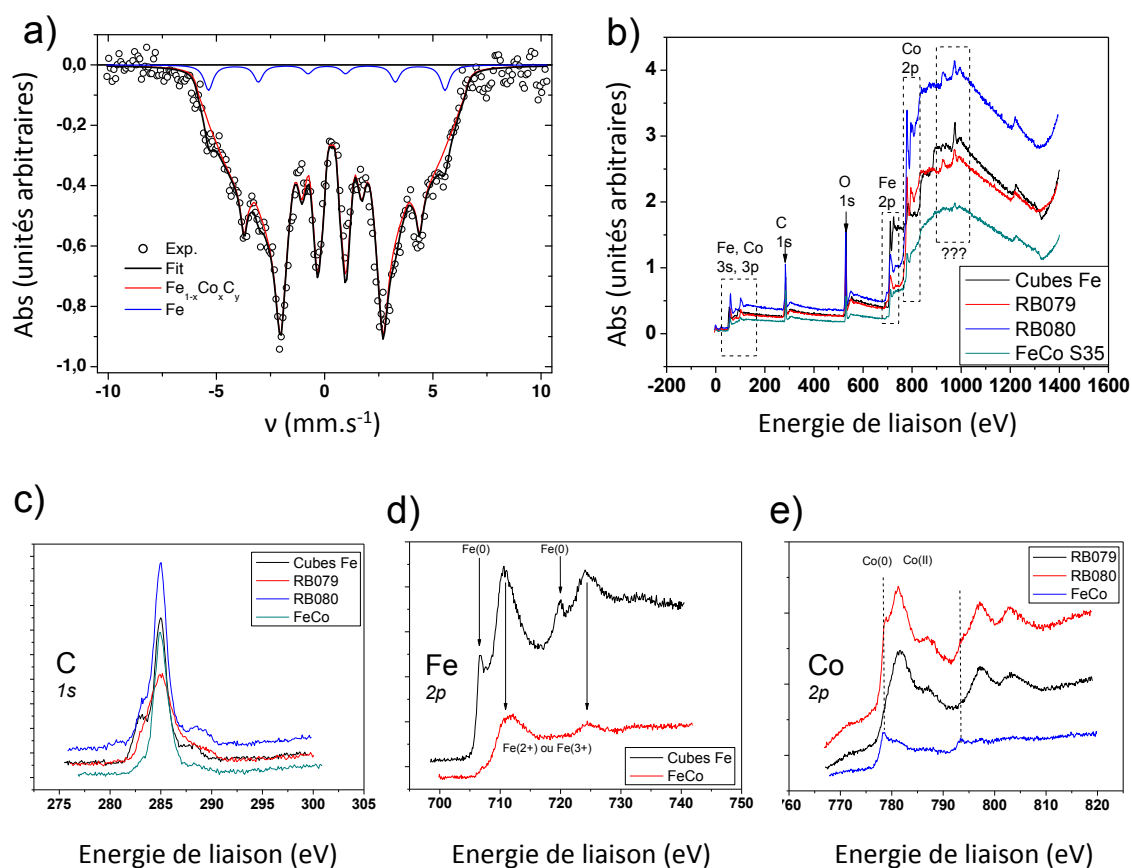 a)
0,0
-0,2
-0,4
-0,6
-0,8
-1,0
Abs (unités arbitraires)
Exp.
Fit
Fe1-xCoxCy
Fe
-10
-5
0
5
10
ν (mm.s-1)
b)
4
3
2
1
0
Abs (unités arbitraires)
Fe, Co
3s, 3p
C
1s
O
1s
Fe
2p
Co
2p
???
Cubes Fe
RB079
RB080
FeCo S35
-200
0
200
400
600
800
1000
1200
1400
1600
Energie de liaison (eV)
c)
C
1s
Cubes Fe
RB079
RB080
FeCo
275
280
285
290
295
300
305
Energie de liaison (eV)
d)
Fe(0)
Fe(0)
Fe
2p
Fe(2+) ou Fe(3+)
Cubes Fe
FeCo
700
710
720
730
740
750
Energie de liaison (eV)
e)
Co(0)
Co(II)
Co
2p
RB079
RB080
FeCo
760
770
780
790
800
810
820
Energie de liaison (eV)